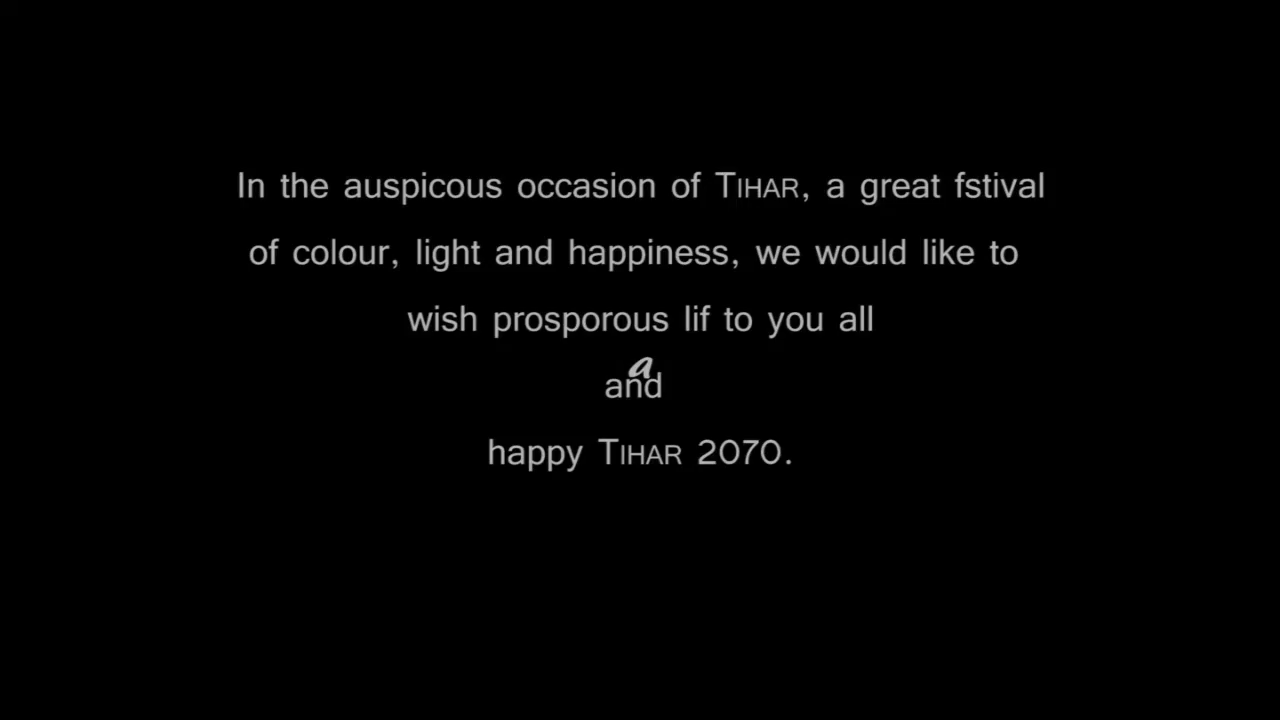 In the auspicous occasion of TIHAR, a great fstival
of colour, light and happiness, we would like to
wish prosporous lif to you all
a
and
happy TIHAR 2070.